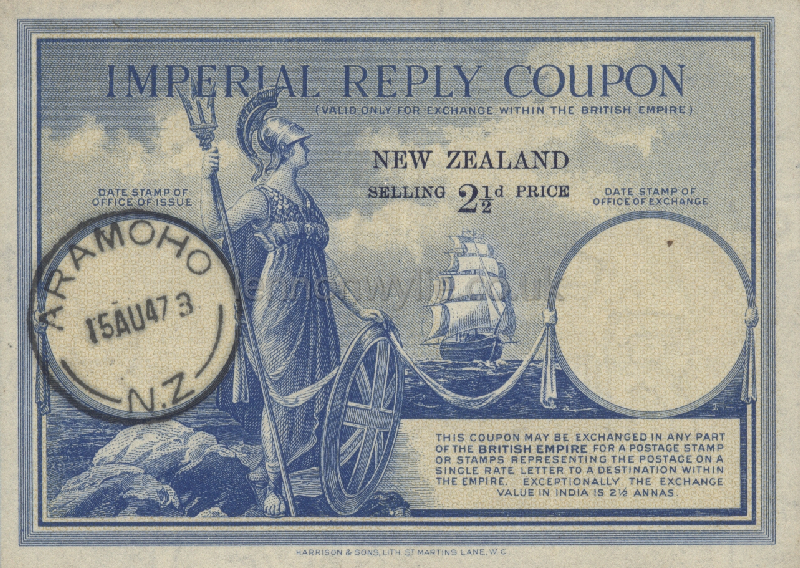 IMPERIAL REPLY COUPON
(VALID ONLY FOR EXCHANGE WITHIN THE BRITISH EMPIRE)
NEW ZEALAND
SELLING 2½d PRICE
DATE STAMP OF
OFFICE OF ISSUE
DATE STAMP OF
OFFICE OF EXCHANGE
ARAMOHO
15AU47 3
N.Z
THIS COUPON MAY BE EXCHANGED IN ANY PART
OF THE BRITISH EMPIRE FOR A POSTAGE STAMP
OR STAMPS REPRESENTING THE POSTAGE ON A
SINGLE RATE LETTER TO A DESTINATION WITHIN
THE EMPIRE. EXCEPTIONALLY THE EXCHANGE
VALUE IN INDIA IS 2½ ANNAS.
HARRISON & SONS, LITH. ST MARTINS LANE, W.C.